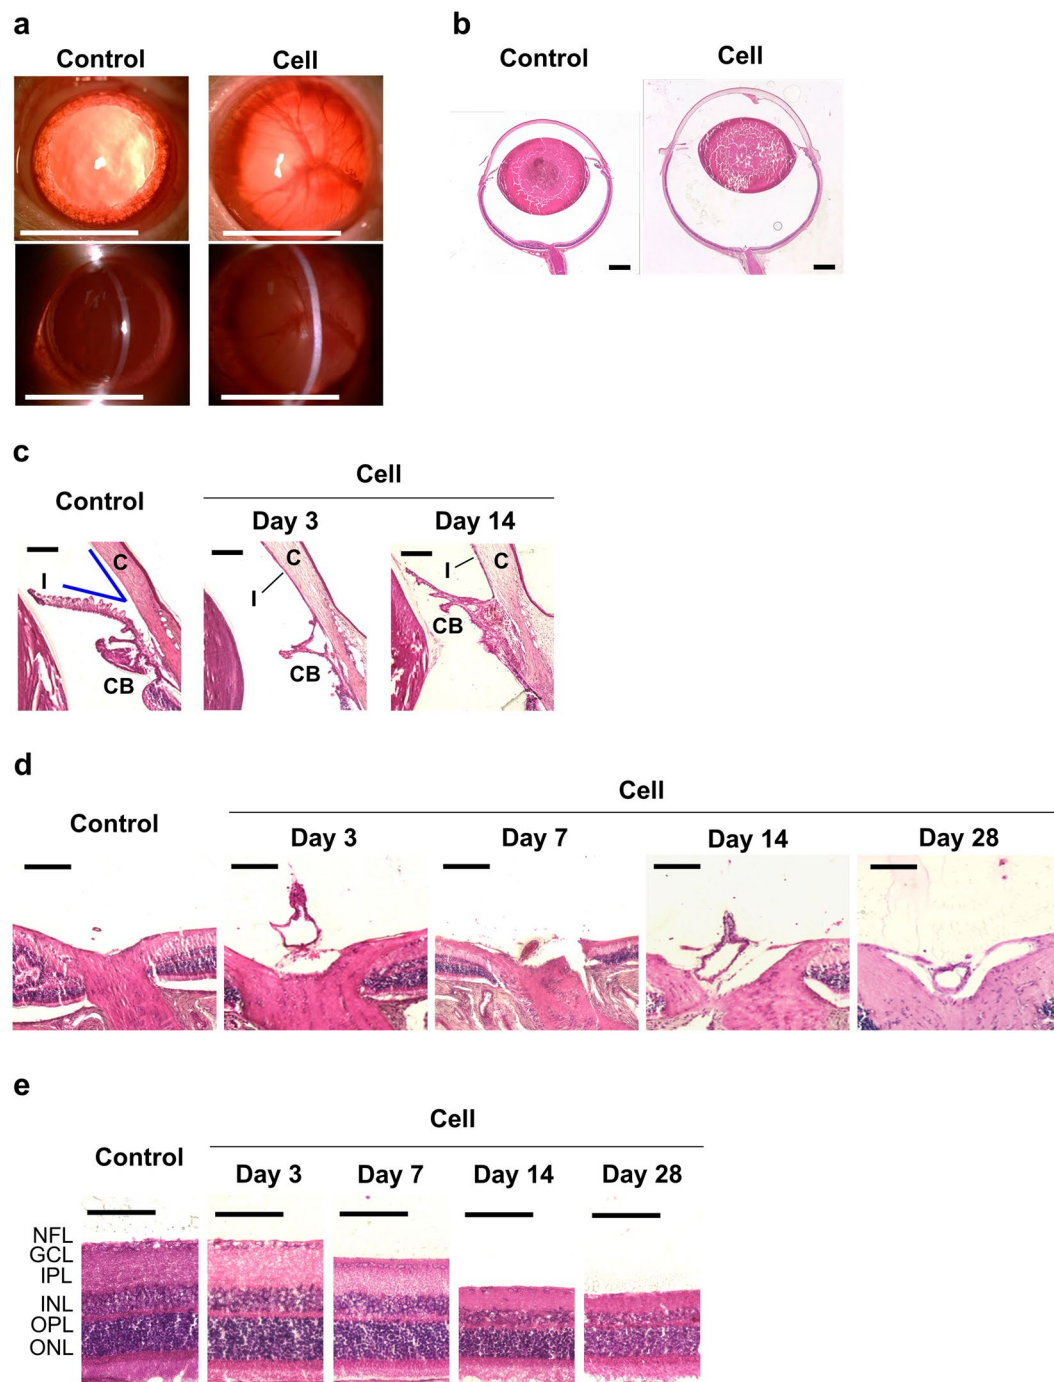 a
Control
Cell
b
Control
Cell
c
Control
Cell
Day 3
Day 14
I
C
CB
C
I
CB
I
C
CB
d
Control
Cell
Day 3
Day 7
Day 14
Day 28
e
Control
Cell
Day 3
Day 7
Day 14
Day 28
NFL
GCL
IPL
INL
OPL
ONL